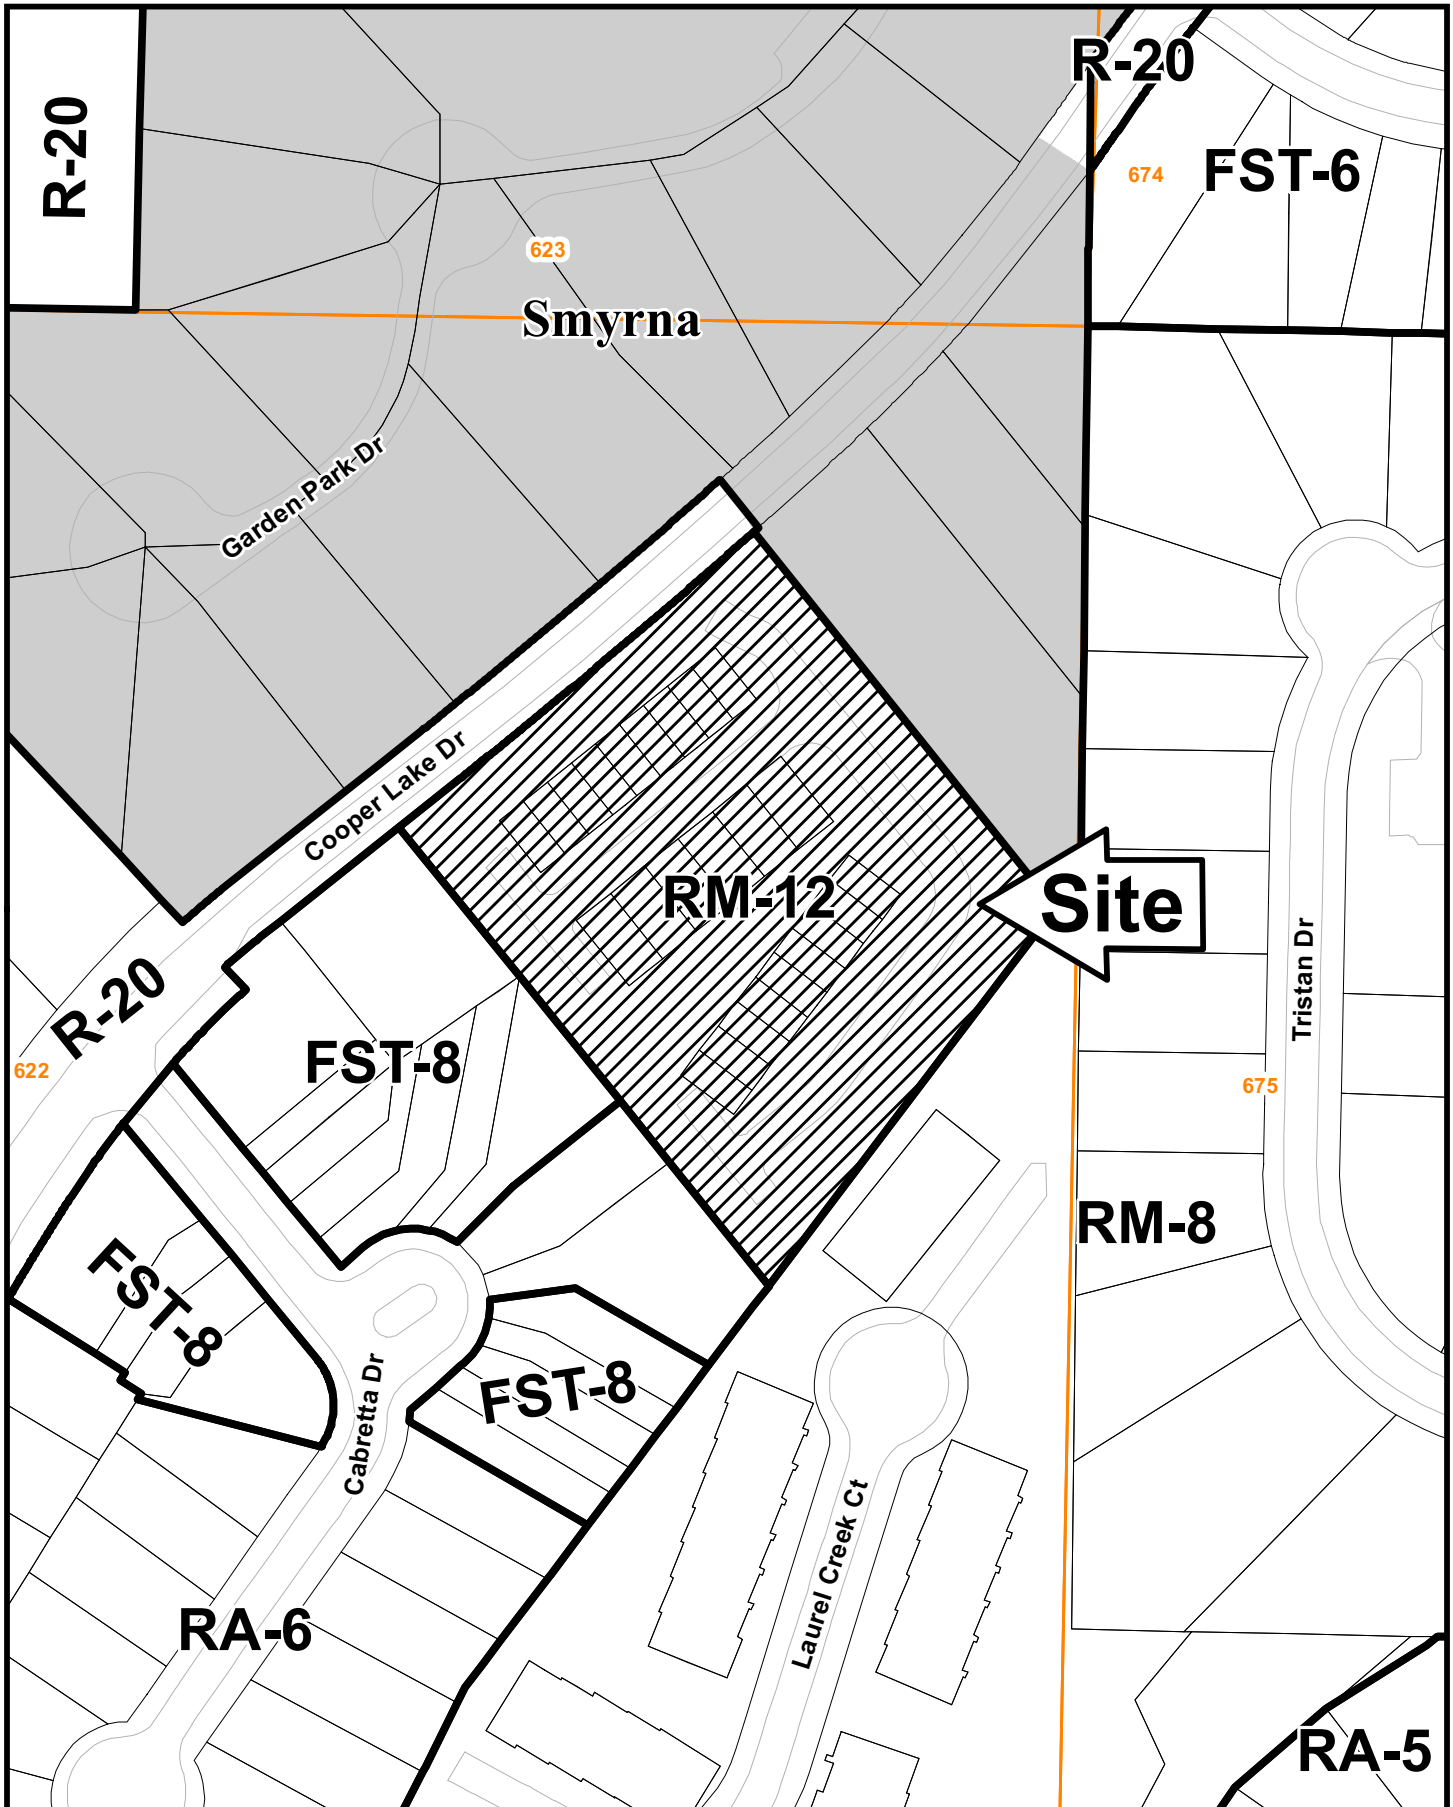 R-20
R-20
674
FST-6
623
Smyrna
Garden Park Dr
Cooper Lake Dr
RM-12
Site
R-20
Tristan Dr
622
FST-8
675
RM-8
FST-8
FST-8
Cabretta Dr
Laurel Creek Ct
RA-6
RA-5